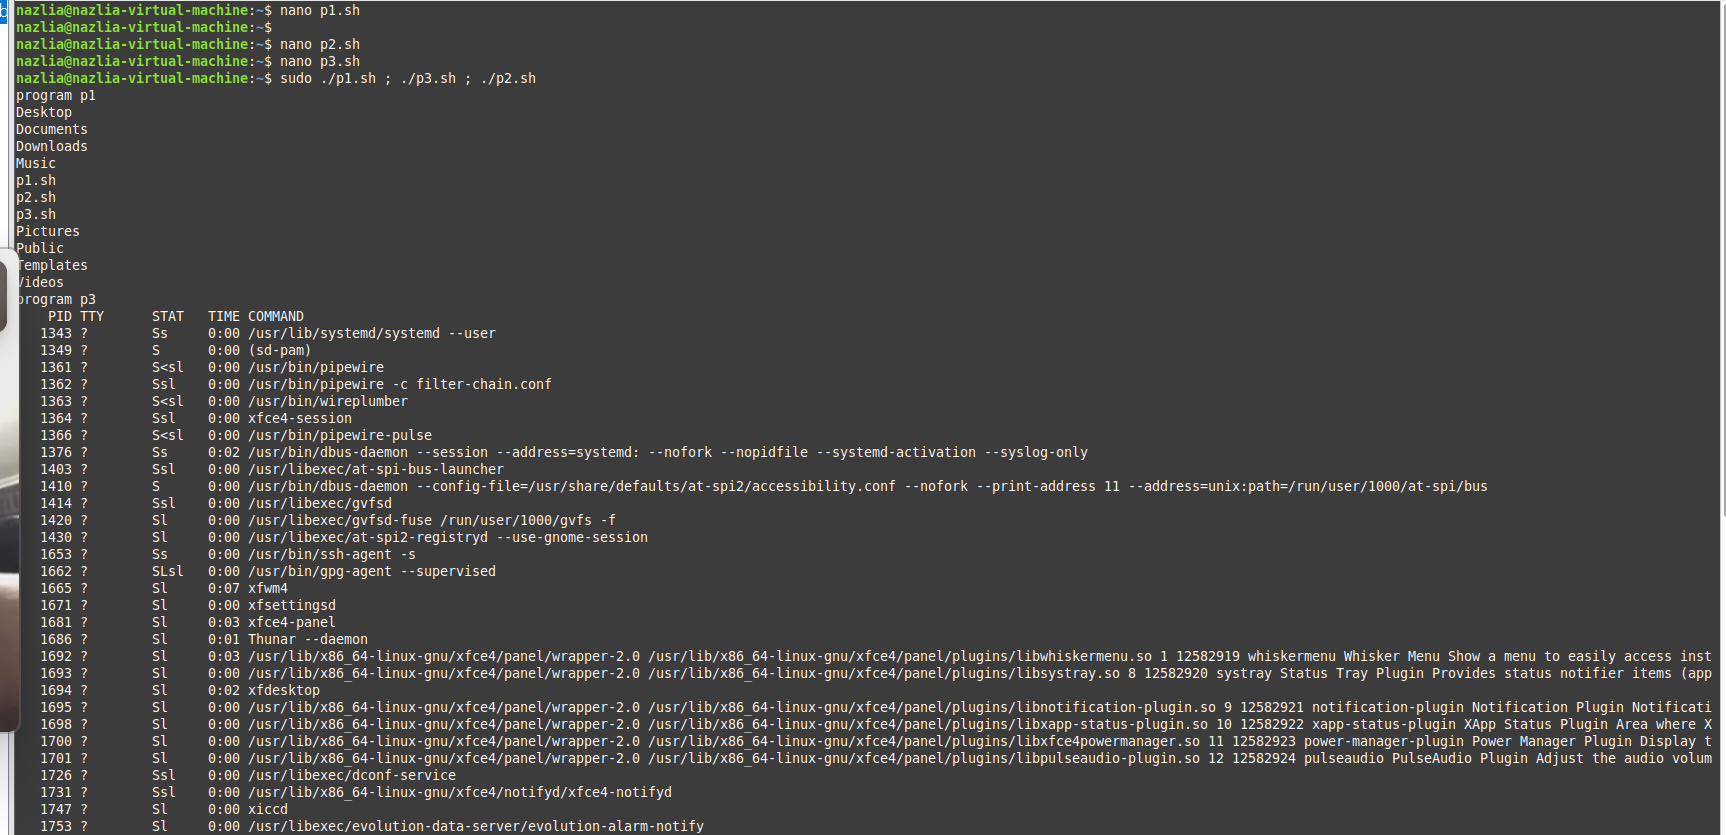 nazlia@nazlia-virtual-machine:~$ nano p1.sh
nazlia@nazlia-virtual-machine:~$
nazlia@nazlia-virtual-machine:~$ nano p2.sh
nazlia@nazlia-virtual-machine:~$ nano p3.sh
nazlia@nazlia-virtual-machine:~$ sudo ./p1.sh ; ./p3.sh ; ./p2.sh
program p1
Desktop
Documents
Downloads
Music
p1.sh
p2.sh
p3.sh
Pictures
Public
Templates
Videos
program p3
PID TTY STAT TIME COMMAND
1343 ? Ss 0:00 /usr/lib/systemd/systemd --user
1349 ? S 0:00 (sd-pam)
1361 ? S<sl 0:00 /usr/bin/pipewire
1362 ? Ssl 0:00 /usr/bin/pipewire -c filter-chain.conf
1363 ? S<sl 0:00 /usr/bin/wireplumber
1364 ? Ssl 0:00 xfce4-session
1366 ? S<sl 0:00 /usr/bin/pipewire-pulse
1376 ? Ss 0:02 /usr/bin/dbus-daemon --session --address=systemd: --nofork --nopidfile --systemd-activation --syslog-only
1403 ? Ssl 0:00 /usr/libexec/at-spi-bus-launcher
1410 ? S 0:00 /usr/bin/dbus-daemon --config-file=/usr/share/defaults/at-spi2/accessibility.conf --nofork --print-address 11 --address=unix:path=/run/user/1000/at-spi/bus
1414 ? Ssl 0:00 /usr/libexec/gvfsd
1420 ? Sl 0:00 /usr/libexec/gvfsd-fuse /run/user/1000/gvfs -f
1430 ? Sl 0:00 /usr/libexec/at-spi2-registryd --use-gnome-session
1653 ? Ss 0:00 /usr/bin/ssh-agent -s
1662 ? SLsl 0:00 /usr/bin/gpg-agent --supervised
1665 ? Sl 0:07 xfwm4
1671 ? Sl 0:00 xfsettingsd
1681 ? Sl 0:03 xfce4-panel
1686 ? Sl 0:01 Thunar --daemon
1692 ? Sl 0:03 /usr/lib/x86_64-linux-gnu/xfce4/panel/wrapper-2.0 /usr/lib/x86_64-linux-gnu/xfce4/panel/plugins/libwhiskermenu.so 1 12582919 whiskermenu Whisker Menu Show a menu to easily access inst
1693 ? Sl 0:00 /usr/lib/x86_64-linux-gnu/xfce4/panel/wrapper-2.0 /usr/lib/x86_64-linux-gnu/xfce4/panel/plugins/libsystray.so 8 12582920 systray Status Tray Plugin Provides status notifier items (app
1694 ? Sl 0:02 xfdesktop
1695 ? Sl 0:00 /usr/lib/x86_64-linux-gnu/xfce4/panel/wrapper-2.0 /usr/lib/x86_64-linux-gnu/xfce4/panel/plugins/libnotification-plugin.so 9 12582921 notification-plugin Notification Plugin Notificati
1698 ? Sl 0:00 /usr/lib/x86_64-linux-gnu/xfce4/panel/wrapper-2.0 /usr/lib/x86_64-linux-gnu/xfce4/panel/plugins/libxapp-status-plugin.so 10 12582922 xapp-status-plugin XApp Status Plugin Area where X
1700 ? Sl 0:00 /usr/lib/x86_64-linux-gnu/xfce4/panel/wrapper-2.0 /usr/lib/x86_64-linux-gnu/xfce4/panel/plugins/libxfce4powermanager.so 11 12582923 power-manager-plugin Power Manager Plugin Display t
1701 ? Sl 0:00 /usr/lib/x86_64-linux-gnu/xfce4/panel/wrapper-2.0 /usr/lib/x86_64-linux-gnu/xfce4/panel/plugins/libpulseaudio-plugin.so 12 12582924 pulseaudio PulseAudio Plugin Adjust the audio volum
1726 ? Ssl 0:00 /usr/libexec/dconf-service
1731 ? Ssl 0:00 /usr/lib/x86_64-linux-gnu/xfce4/notifyd/xfce4-notifyd
1747 ? Sl 0:00 xiccd
1753 ? Sl 0:00 /usr/libexec/evolution-data-server/evolution-alarm-notify